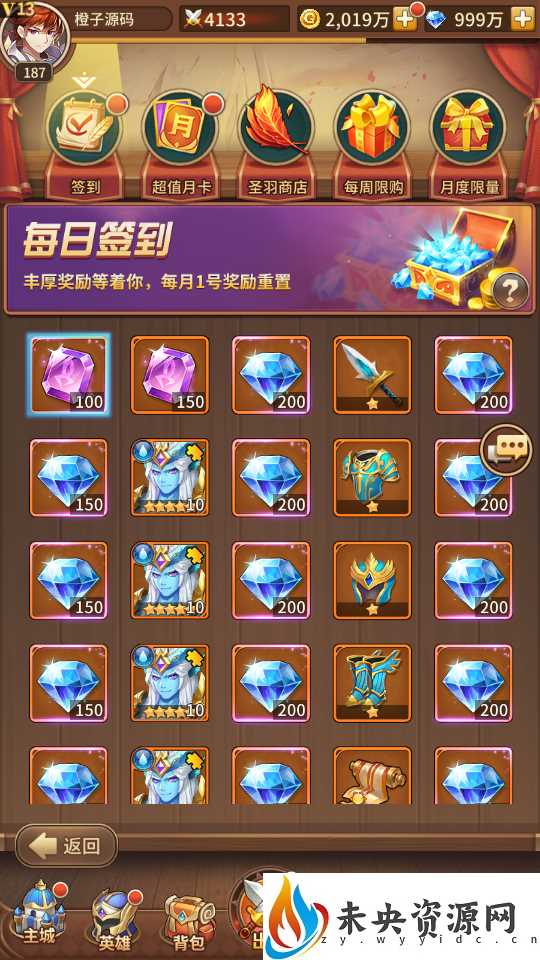 V13
橙子源码
4133
2,019万
999万
187
签到
超值月卡
圣羽商店
每周限购
月度限量
月
每日签到
丰厚奖励等着你，每月1号奖励重置
?
100
150
200
200
150
10
200
150
10
200
200
150
10
200
200
返回
主城
英雄
背包
未央资源网
zy.wyyidc.cn